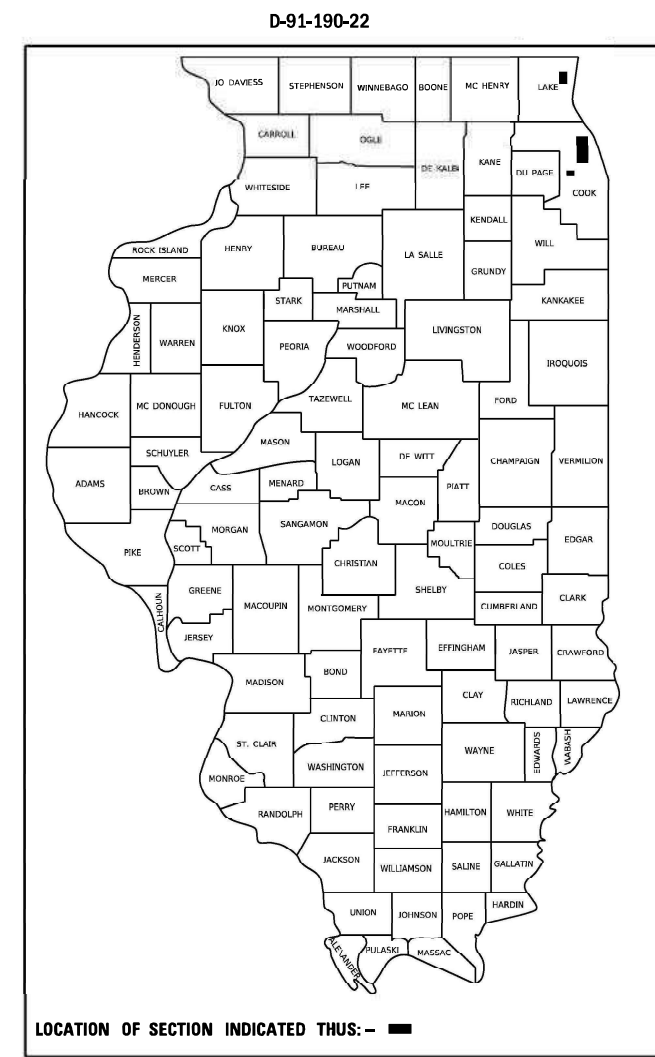 D-91-190-22
JO DAVIESS STEPHENSON WINNEBAGO BOONE MC HENRY LAKE
CARROLL OGLE DE KALB KANE DU PAGE COOK
WHITESIDE LEE
KENDALL
ROCK ISLAND HENRY BUREAU LA SALLE WILL
MERCER PUTNAM GRUNDY
STARK MARSHALL KANKAKEE
HENDERSON WARREN KNOX PEORIA WOODFORD LIVINGSTON
IROQUOIS
HANCOCK MC DONOUGH FULTON TAZEWELL MC LEAN FORD
MASON
SCHUYLER LOGAN DE WITT CHAMPAIGN VERMILION
ADAMS BROWN CASS MENARD PIATT
MACON
MORGAN SANGAMON DOUGLAS
PIKE SCOTT CHRISTIAN MOULTRIE EDGAR
COLES
CALHOUN GREENE MACOUPIN MONTGOMERY SHELBY CUMBERLAND CLARK
JERSEY
FAYETTE EFFINGHAM JASPER CRAWFORD
MADISON BOND
CLAY RICHLAND LAWRENCE
CLINTON MARION
ST. CLAIR WAYNE EDWARDS WABASH
MONROE WASHINGTON JEFFERSON
RANDOLPH PERRY HAMILTON WHITE
FRANKLIN
JACKSON WILLIAMSON SALINE GALLATIN
UNION JOHNSON POPE HARDIN
ALEXANDER PULASKI MASSAC
LOCATION OF SECTION INDICATED THUS: –